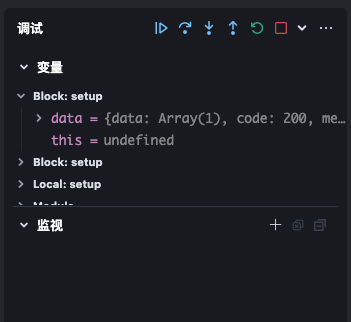 调试
变量
Block: setup
data = {data: Array(1), code: 200, me…
this = undefined
Block: setup
Local: setup
Module
监视